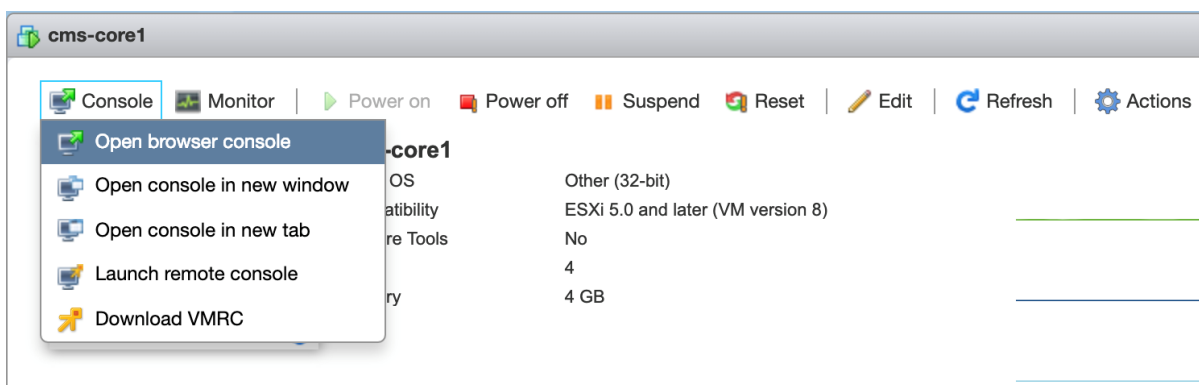 cms-core1
Console Monitor Power on Power off Suspend Reset Edit Refresh Actions
Open browser console
Open console in new window
Open console in new tab
Launch remote console
Download VMRC
-core1
OS Other (32-bit)
atibility ESXi 5.0 and later (VM version 8)
re Tools No
4
ry 4 GB